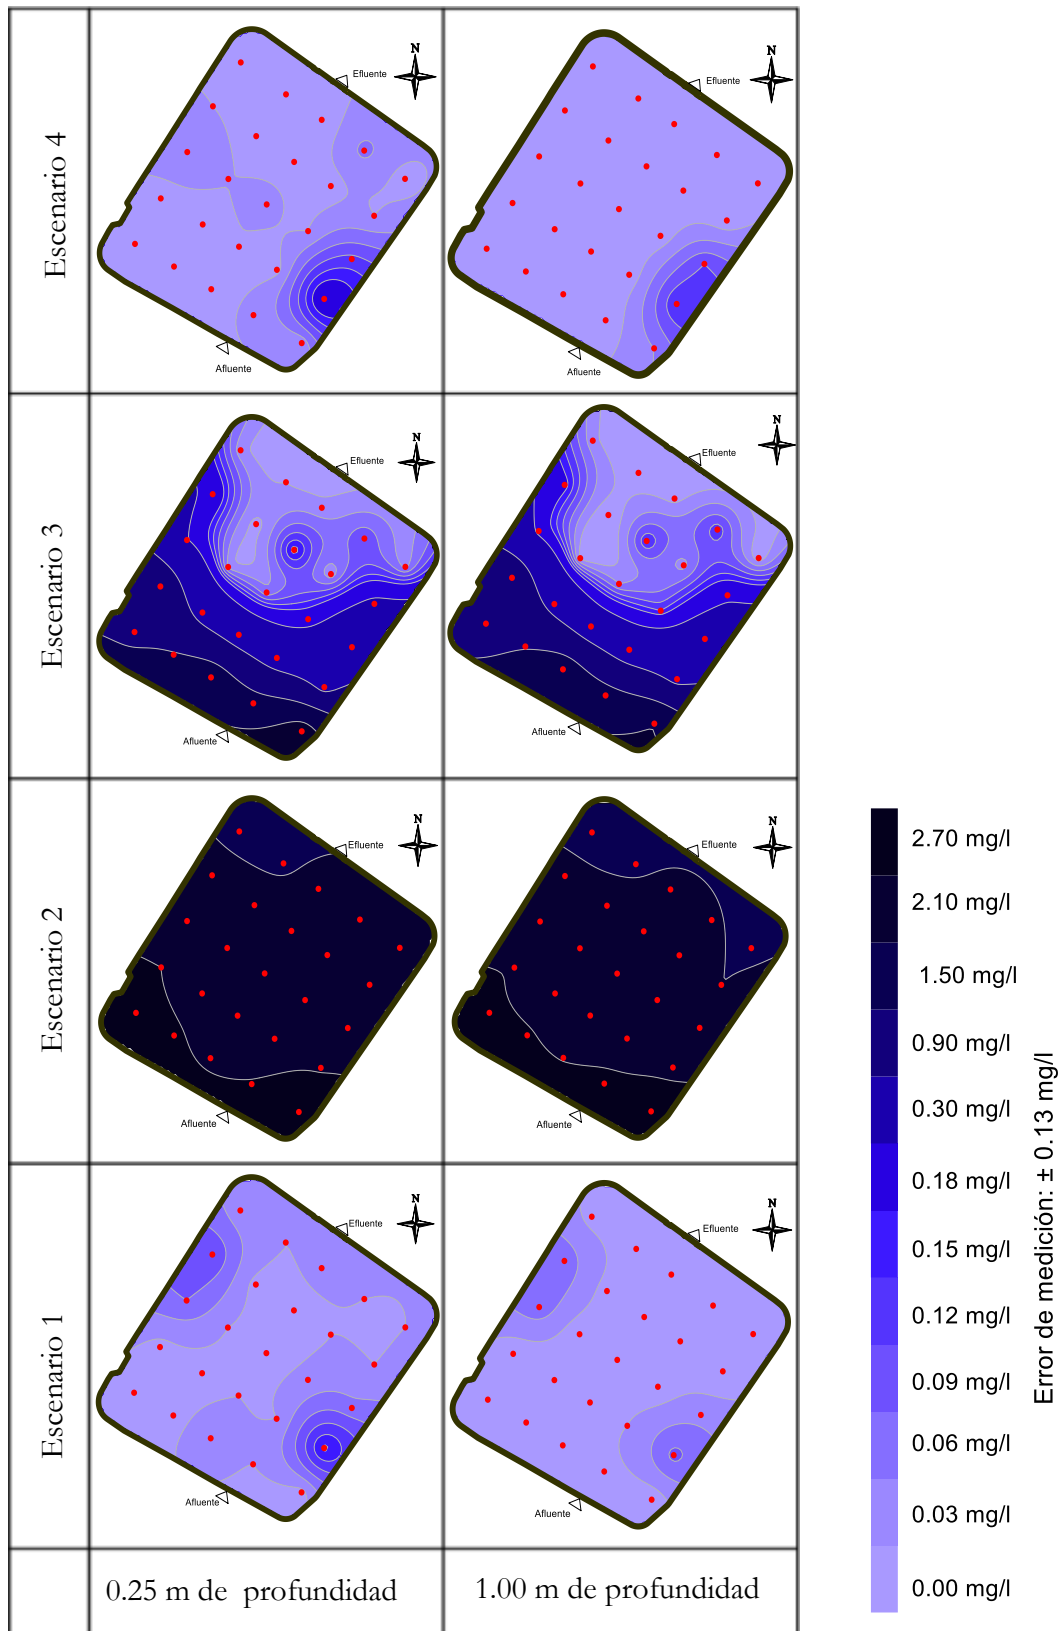 Escenario 4
N
Efluente
Afluente
N
Efluente
Afluente
Escenario 3
N
Efluente
Afluente
N
Efluente
Afluente
Escenario 2
N
Efluente
Afluente
N
Efluente
Afluente
Escenario 1
N
Efluente
Afluente
N
Efluente
Afluente
0.25 m de profundidad
1.00 m de profundidad
2.70 mg/l
2.10 mg/l
1.50 mg/l
0.90 mg/l
0.30 mg/l
0.18 mg/l
0.15 mg/l
0.12 mg/l
0.09 mg/l
0.06 mg/l
0.03 mg/l
0.00 mg/l
Error de medición: ± 0.13 mg/l